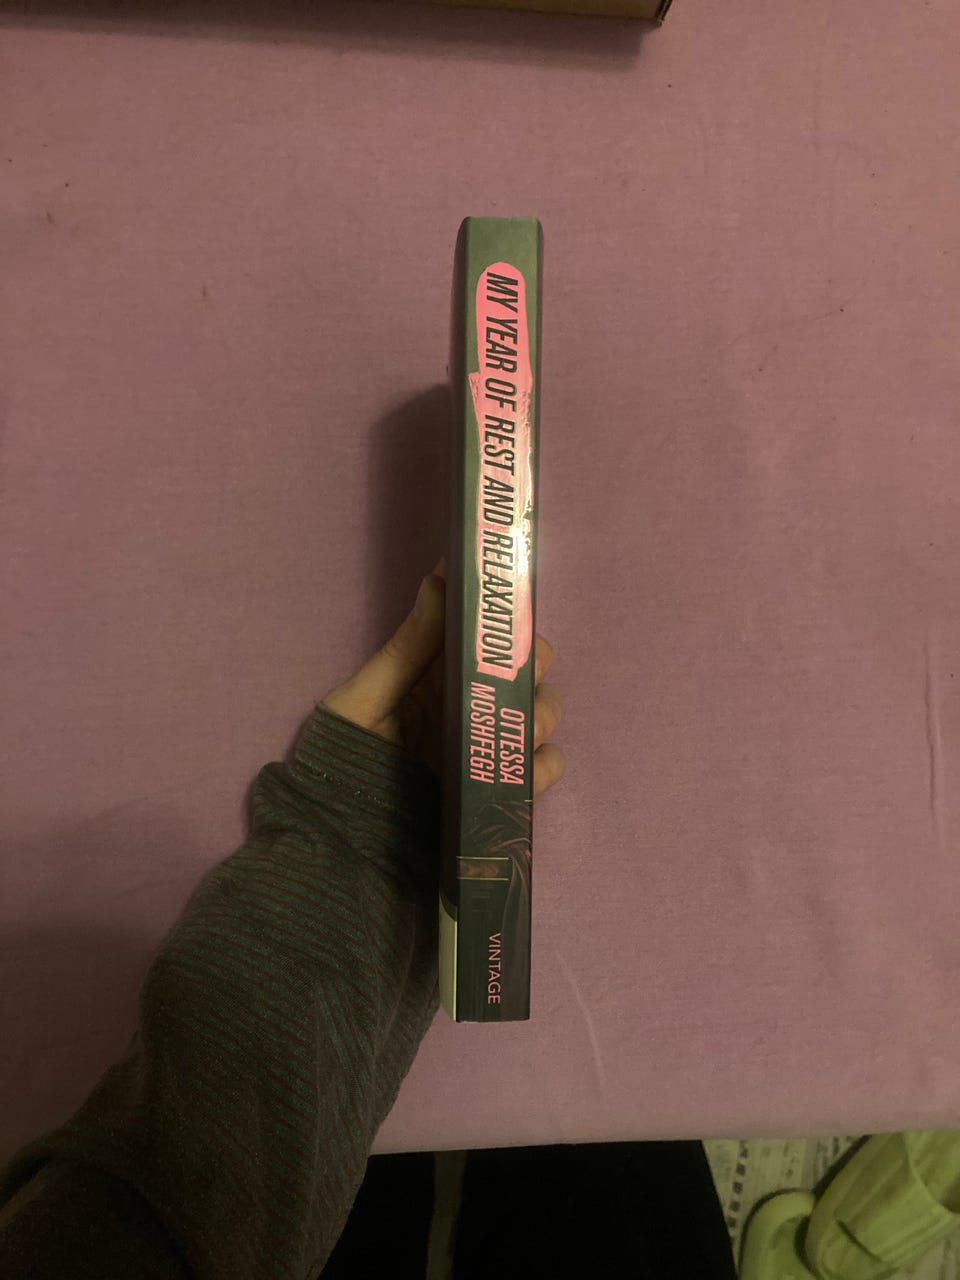 MY YEAR OF REST AND RELAXATION
OTTESSA
MOSHFEGH
VINTAGE